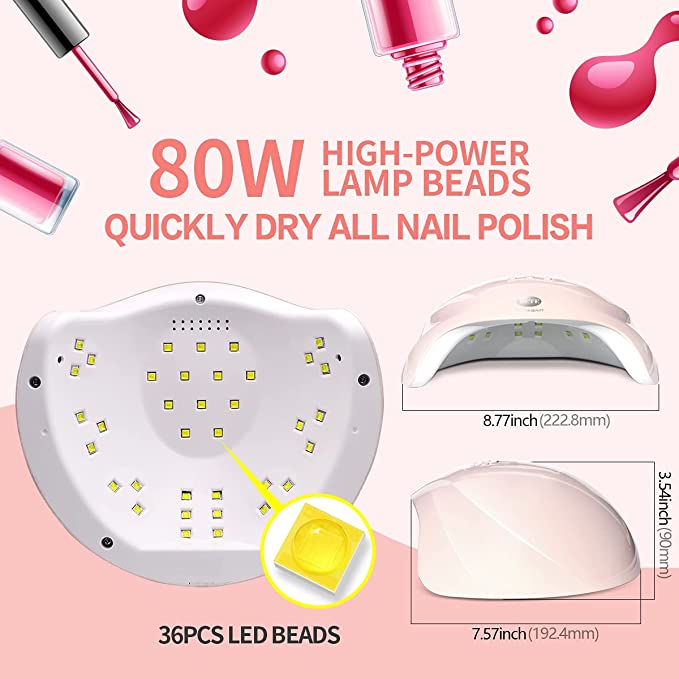 80W HIGH-POWER
LAMP BEADS
QUICKLY DRY ALL NAIL POLISH
8.77inch (222.8mm)
3.54inch (90mm)
7.57inch (192.4mm)
36PCS LED BEADS